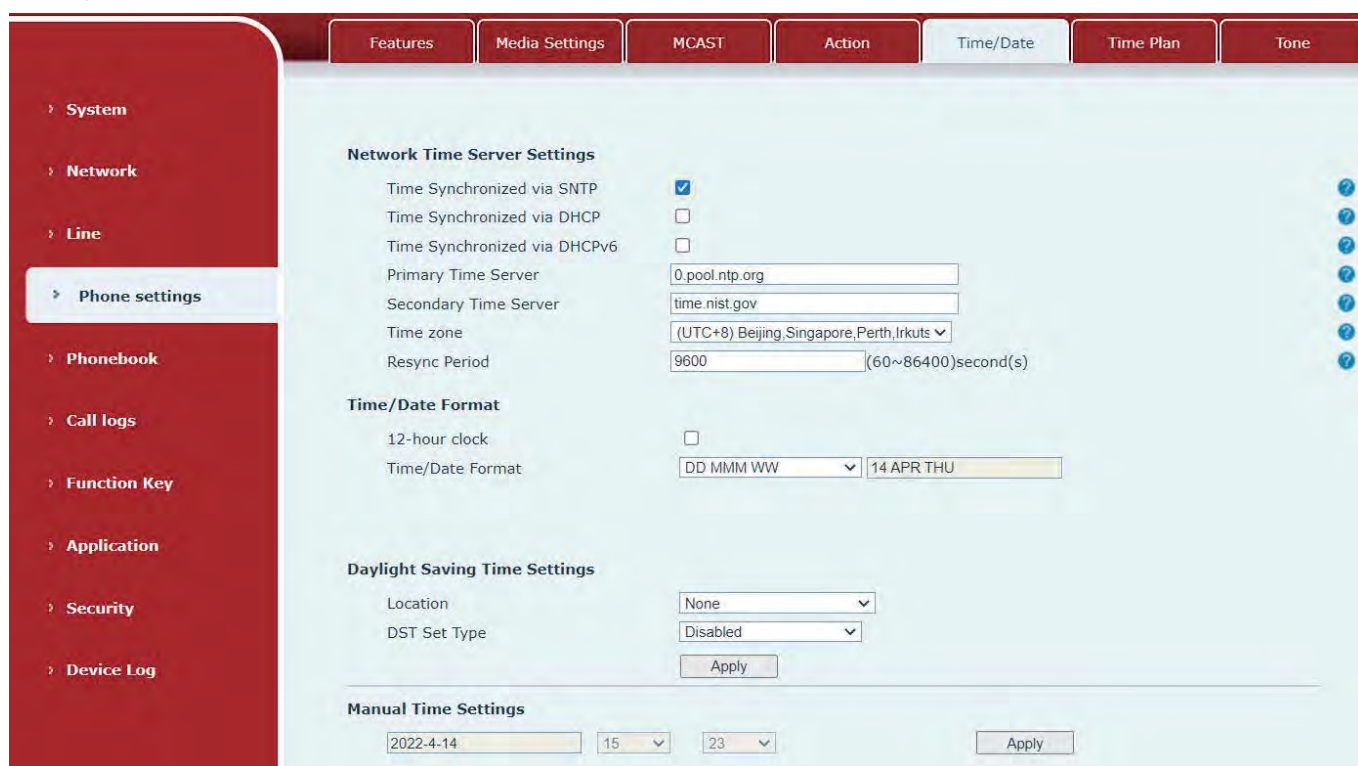 Features Media Settings MCAST Action Time/Date Time Plan Tone
System
Network
Line
Phone settings
Phonebook
Call logs
Function Key
Application
Security
Device Log
Network Time Server Settings
Time Synchronized via SNTP
Time Synchronized via DHCP
Time Synchronized via DHCPv6
Primary Time Server 0.pool.ntp.org
Secondary Time Server time.nist.gov
Time zone (UTC+8) Beijing,Singapore,Perth,Irkuts
Resync Period 9600 (60~86400)second(s)
Time/Date Format
12-hour clock
Time/Date Format DD MMM WW 14 APR THU
Daylight Saving Time Settings
Location None
DST Set Type Disabled
Apply
Manual Time Settings
2022-4-14 15 23 Apply